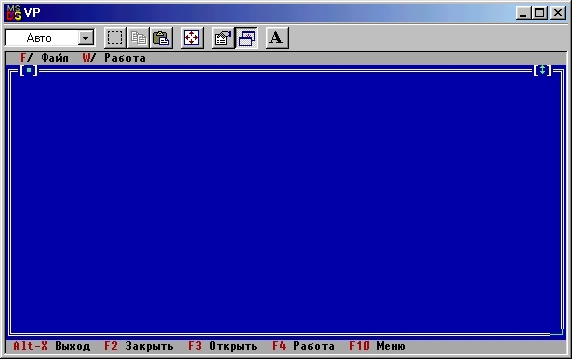 VP
Авто
A
F/ Файл W/ Работа
Alt-X Выход F2 Закрыть F3 Открыть F4 Работа F10 Меню